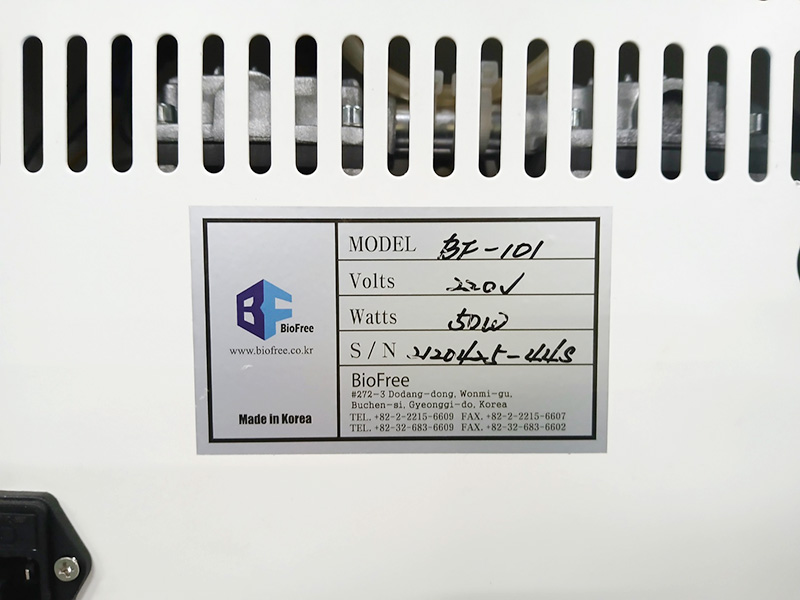 BF
BioFree
www.biofree.co.kr
Made in Korea
MODEL BF-101
Volts 220V
Watts 50W
S/N
BioFree
#272-3 Dodang-dong, Wonmi-gu,
Buchen-si, Gyeonggi-do, Korea
TEL. +82-2-2215-6609 FAX. +82-2-2215-6607
TEL. +82-32-683-6609 FAX. +82-32-683-6602